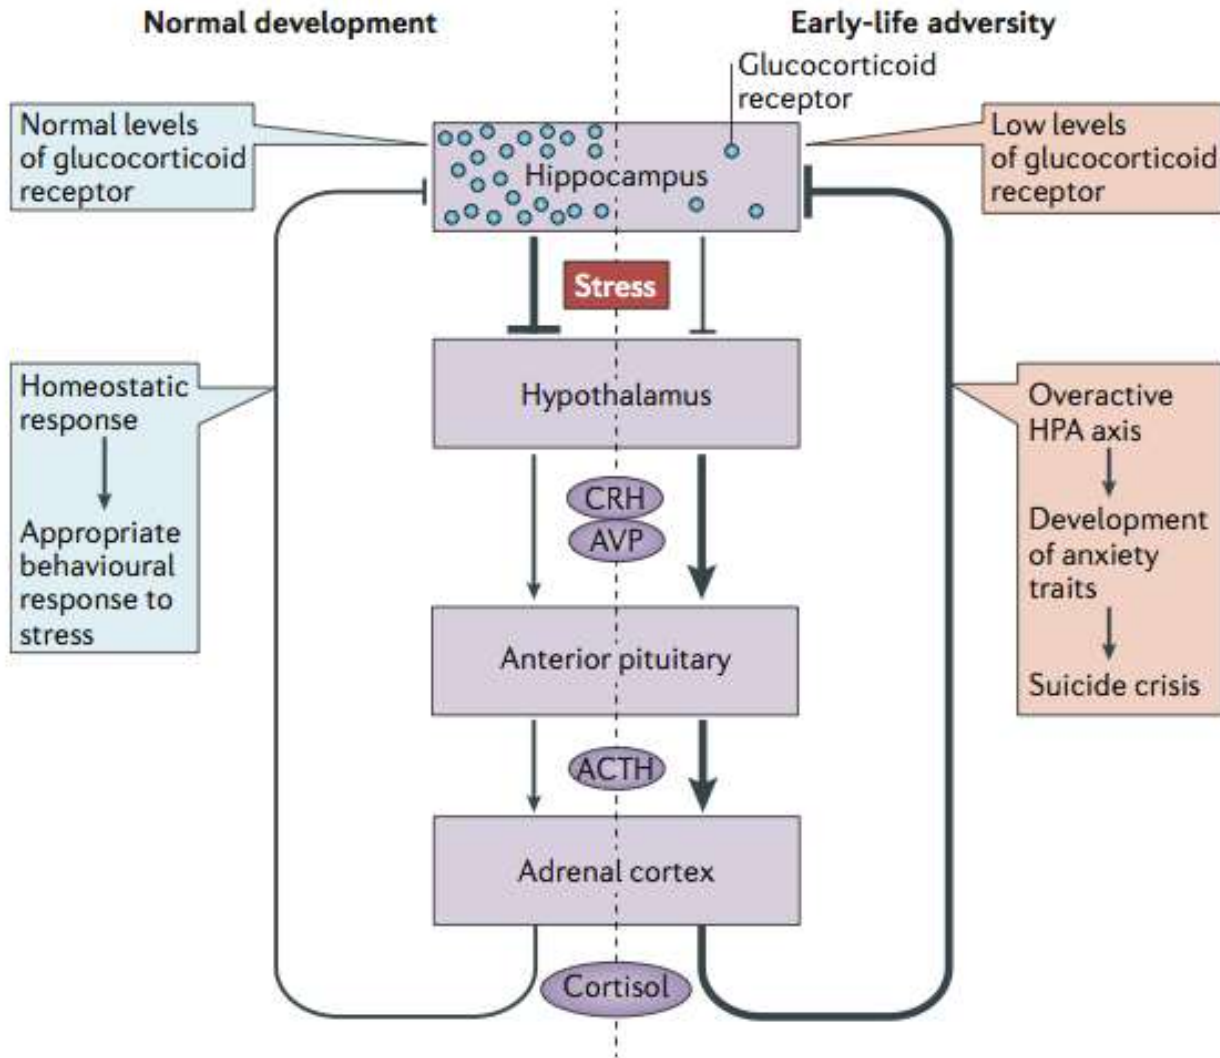 Normal development
Early-life adversity
Glucocorticoid
receptor
Normal levels
of glucocorticoid
receptor
Low levels
of glucocorticoid
receptor
Hippocampus
Stress
Hypothalamus
Homeostatic
response
Appropriate
behavioural
response to
stress
Overactive
HPA axis
Development
of anxiety
traits
Suicide crisis
CRH
AVP
Anterior pituitary
ACTH
Adrenal cortex
Cortisol